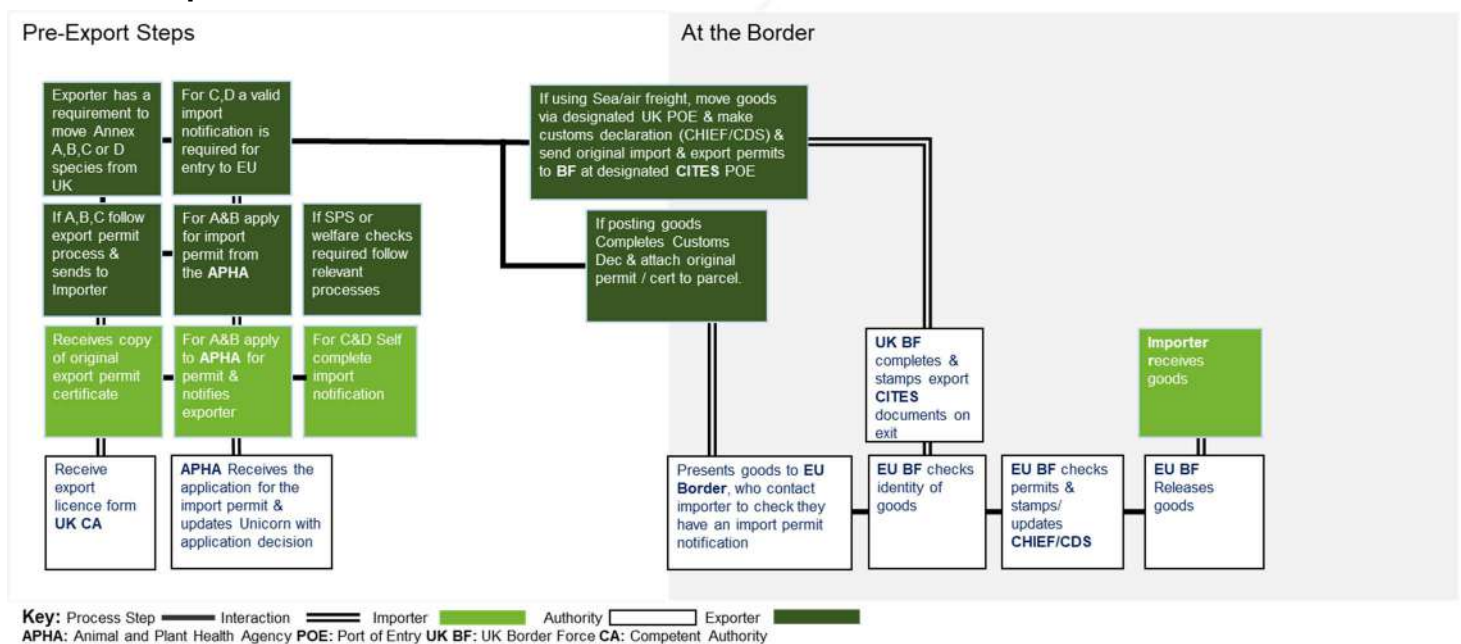 Pre-Export Steps
At the Border
Exporter has a
requirement to
move Annex
A,B,C or D
species from
UK
For C,D a valid
import
notification is
required for
entry to EU
If using Sea/air freight, move goods
via designated UK POE & make
customs declaration (CHIEF/CDS) &
send original import & export permits
to BF at designated CITES POE
If A,B,C follow
export permit
process &
sends to
Importer
For A&B apply
for import
permit from
the APHA
If SPS or
welfare checks
required follow
relevant
processes
If posting goods
Completes Customs
Dec & attach original
permit / cert to parcel.
Receives copy
of original
export permit
certificate
For A&B apply
to APHA for
permit &
notifies
exporter
For C&D Self
complete
import
notification
UK BF
completes &
stamps export
CITES
documents on
exit
Importer
receives
goods
Receive
export
licence form
UK CA
APHA Receives the
application for the
import permit &
updates Unicorn with
application decision
Presents goods to EU
Border, who contact
importer to check they
have an import permit
notification
EU BF checks
identity of
goods
EU BF checks
permits &
stamps/
updates
CHIEF/CDS
EU BF
Releases
goods
Key: Process Step Interaction Importer Authority Exporter
APHA: Animal and Plant Health Agency POE: Port of Entry UK BF: UK Border Force CA: Competent Authority